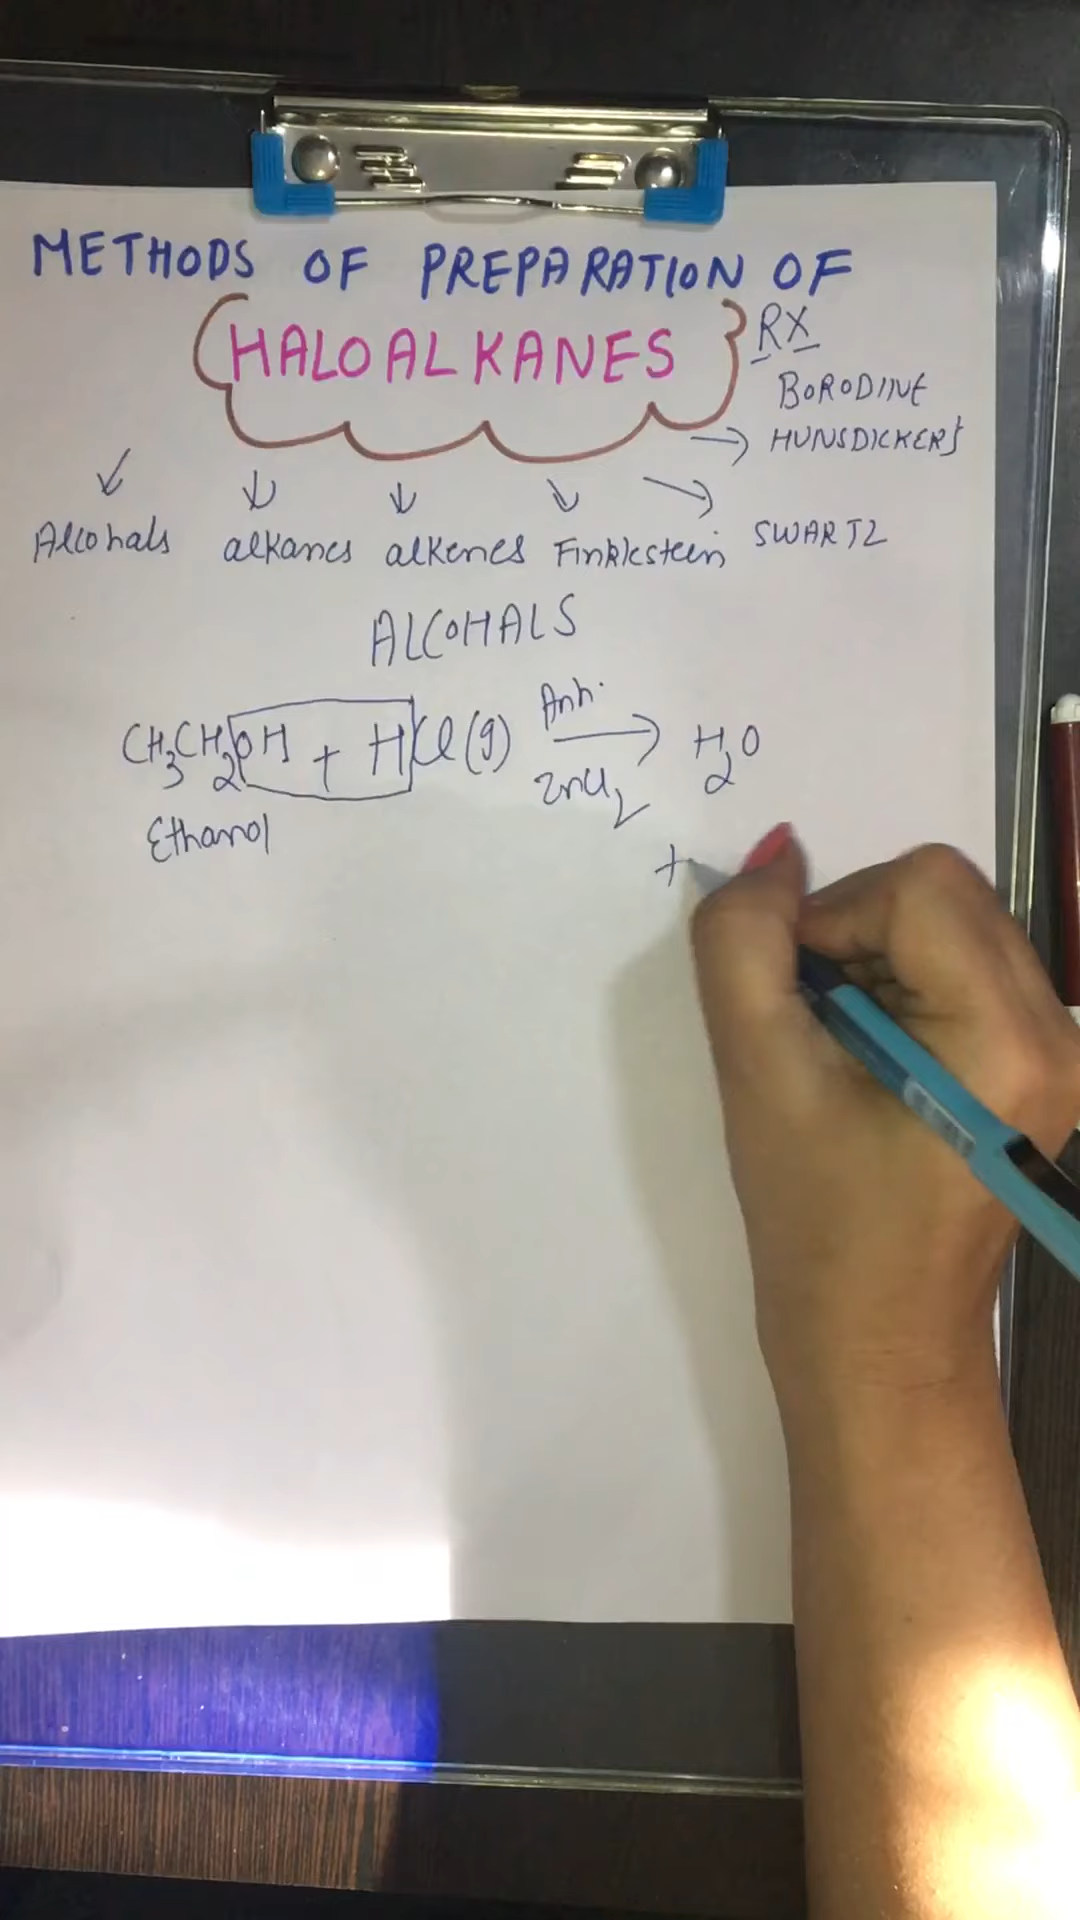 METHODS OF PREPARATION OF
HALOALKANES
RX
BORODINE
→ HUNSDICKERS
Alcohals alkanes alkenes Finklestein SWARTZ
ALCOHALS
CH₃CH₂OH + HCl(g) Anh. ZnCl₂ → H₂O
Ethanol
+